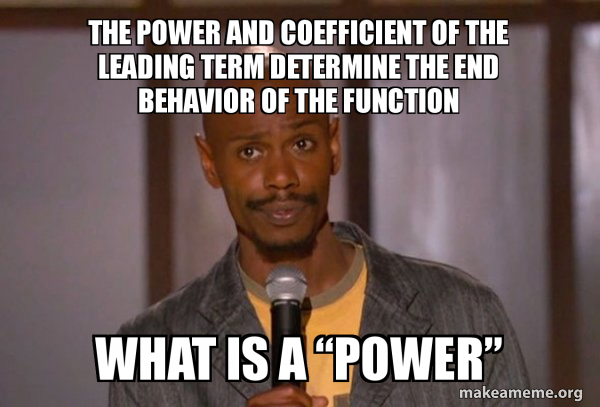 THE POWER AND COEFFICIENT OF THE
LEADING TERM DETERMINE THE END
BEHAVIOR OF THE FUNCTION
WHAT IS A “POWER”
makeameme.org